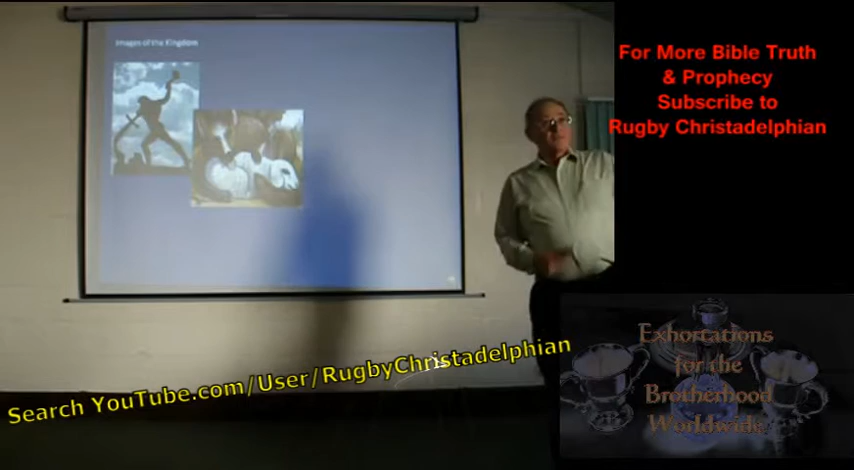 Images of the Kingdom
For More Bible Truth
& Prophecy
Subscribe to
Rugby Christadelphian
Search YouTube.com/User/RugbyChristadelphian
Exhortations
for the
Brotherhood
Worldwide